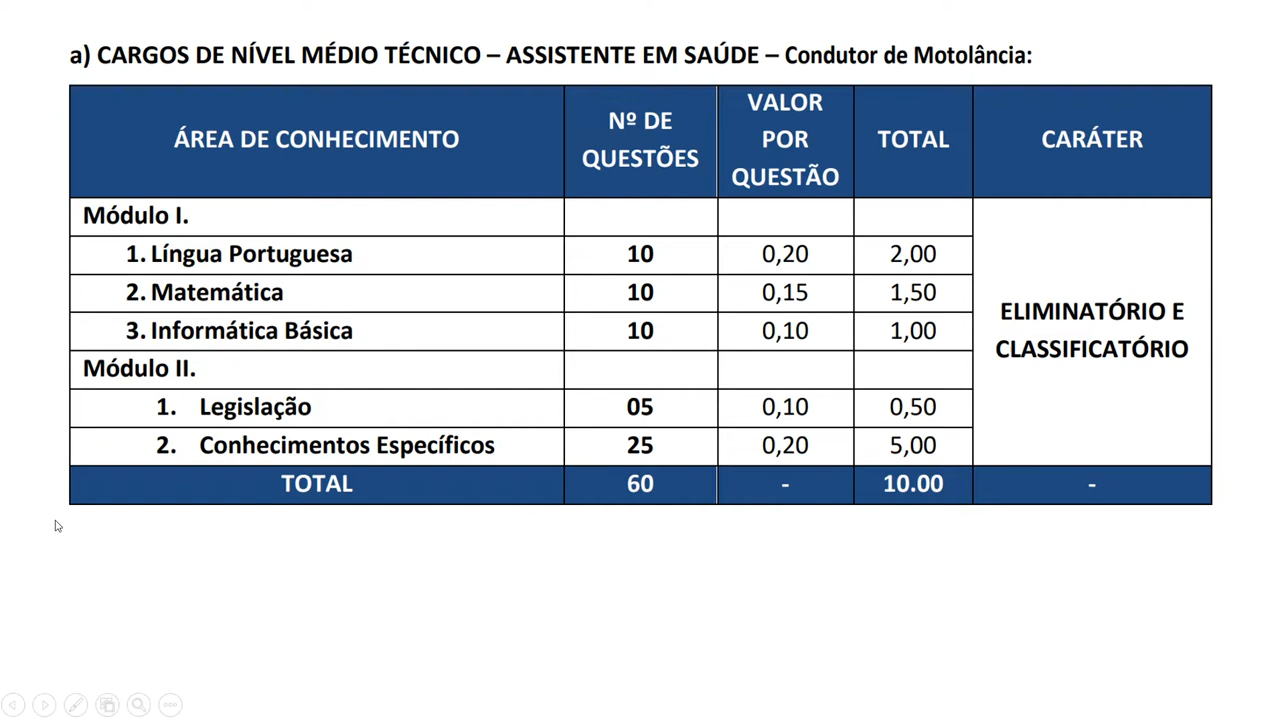 a) CARGOS DE NÍVEL MÉDIO TÉCNICO – ASSISTENTE EM SAÚDE – Condutor de Motolância:
ÁREA DE CONHECIMENTO
Nº DE
QUESTÕES
VALOR
POR
QUESTÃO
TOTAL
CARÁTER
Módulo I.
1. Língua Portuguesa 10 0,20 2,00
2. Matemática 10 0,15 1,50
3. Informática Básica 10 0,10 1,00
Módulo II.
1. Legislação 05 0,10 0,50
2. Conhecimentos Específicos 25 0,20 5,00
ELIMINATÓRIO E
CLASSIFICATÓRIO
TOTAL 60 - 10.00 -